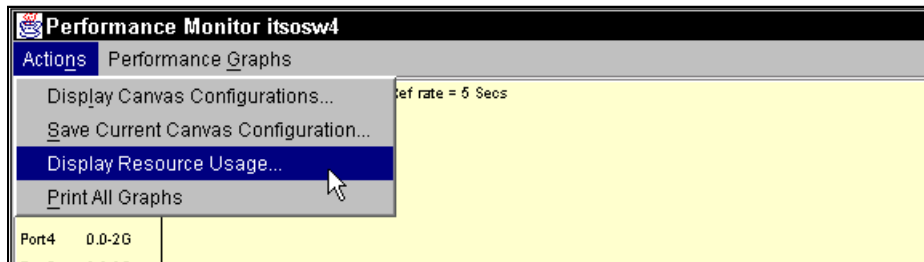 Performance Monitor itsosw4
Actions Performance Graphs
Display Canvas Configurations...
Ref rate = 5 Secs
Save Current Canvas Configuration...
Display Resource Usage...
Print All Graphs
Port4 0.0-2G